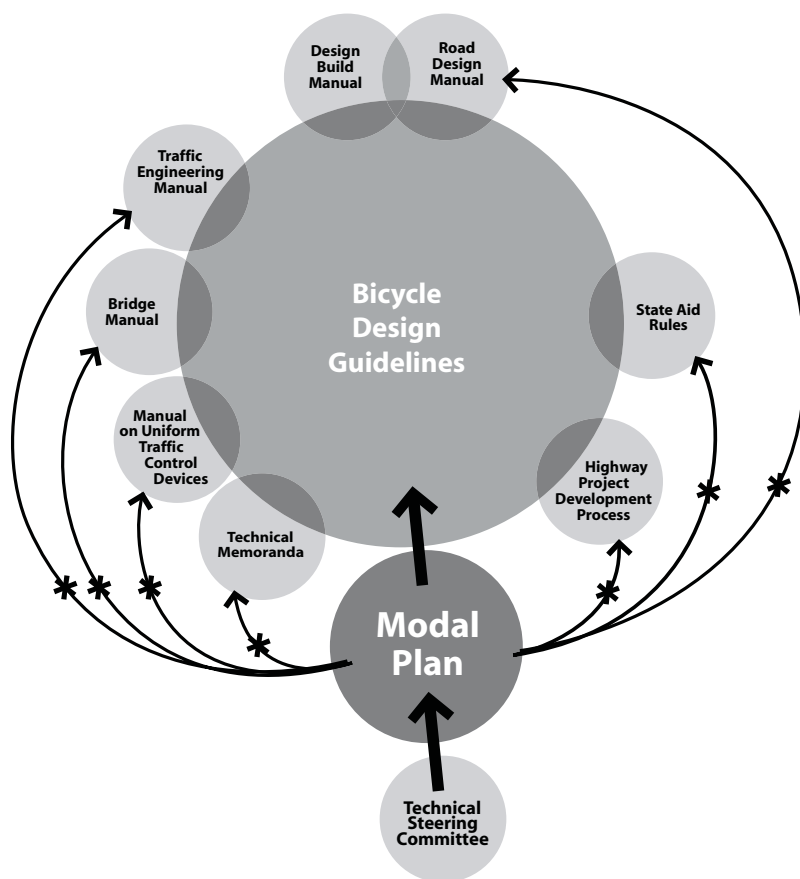 Design
Build
Manual
Road
Design
Manual
Traffic
Engineering
Manual
Bridge
Manual
Manual
on Uniform
Traffic
Control
Devices
Technical
Memoranda
Bicycle
Design
Guidelines
State Aid
Rules
Highway
Project
Development
Process
Modal
Plan
Technical
Steering
Committee